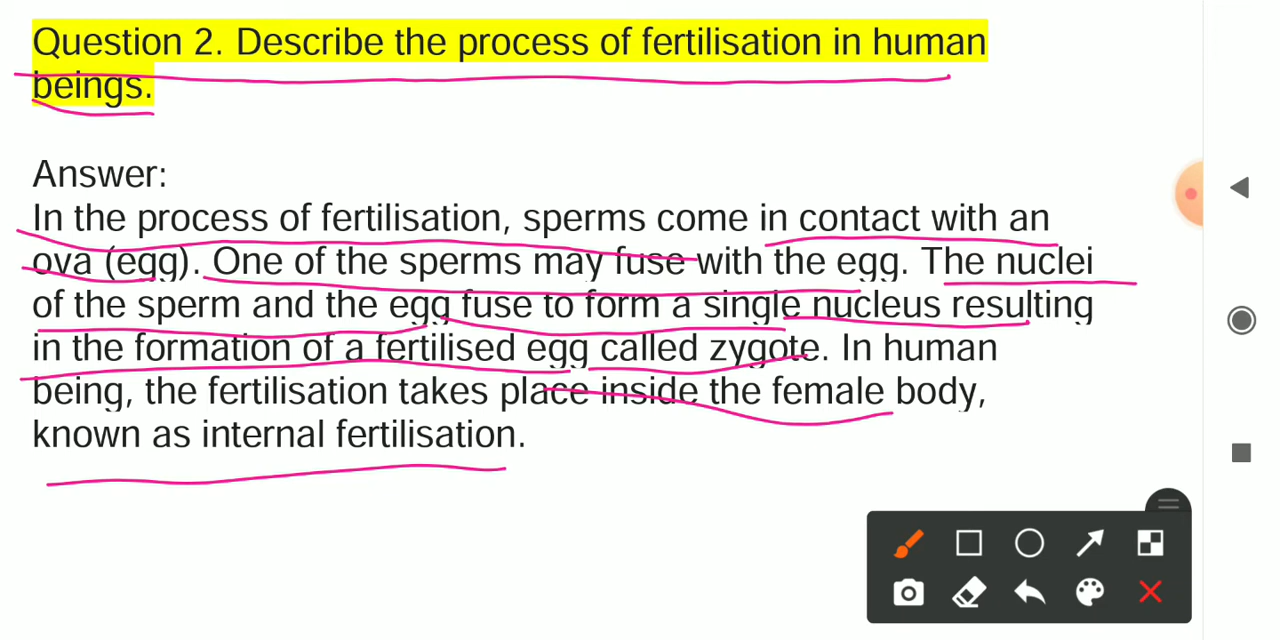 Question 2. Describe the process of fertilisation in human
beings.
Answer:
In the process of fertilisation, sperms come in contact with an
ova (egg). One of the sperms may fuse with the egg. The nuclei
of the sperm and the egg fuse to form a single nucleus resulting
in the formation of a fertilised egg called zygote. In human
being, the fertilisation takes place inside the female body,
known as internal fertilisation.